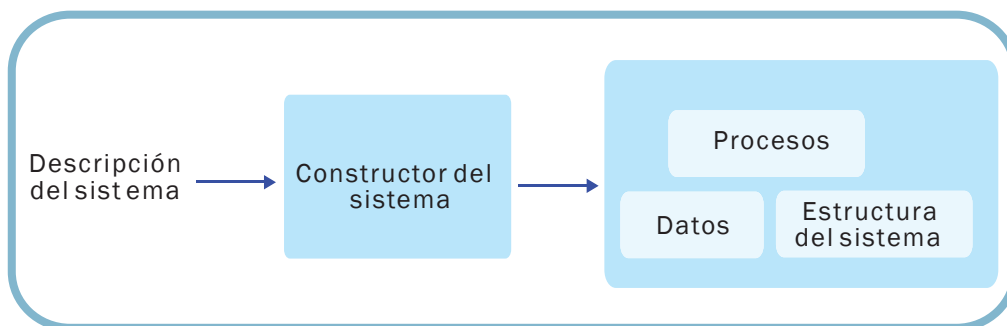 Descripción
del sistema
Constructor del
sistema
Procesos
Datos
Estructura
del sistema